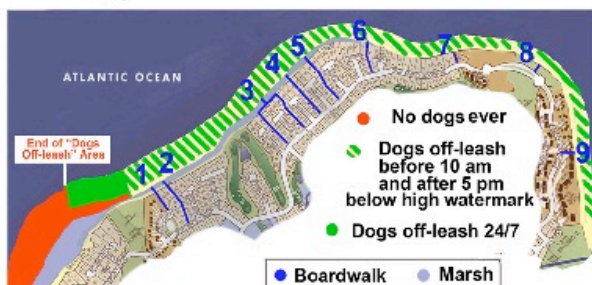 6
5
7
4
8
ATLANTIC OCEAN
3
No dogs ever
End of "Dogs
Off-leash" Area
Dogs off-leash
before 10 am
and after 5 pm
below high watermark
1
2
9
Dogs off-leash 24/7
Boardwalk
Marsh